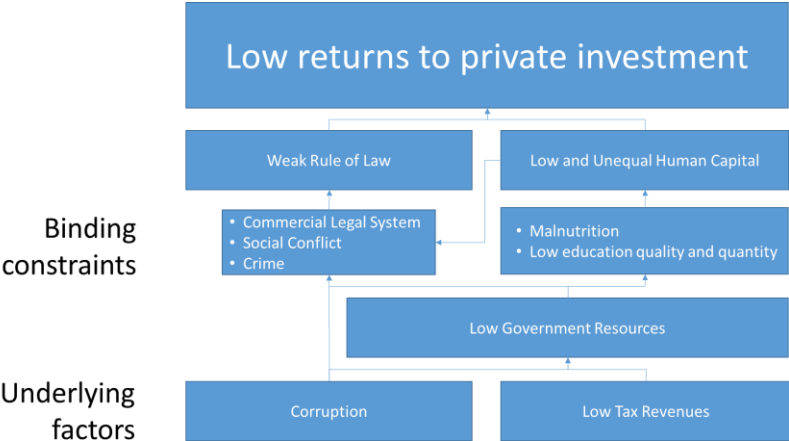 Low returns to private investment
Weak Rule of Law
Low and Unequal Human Capital
Binding
constraints
• Commercial Legal System
• Social Conflict
• Crime
• Malnutrition
• Low education quality and quantity
Low Government Resources
Underlying
factors
Corruption
Low Tax Revenues